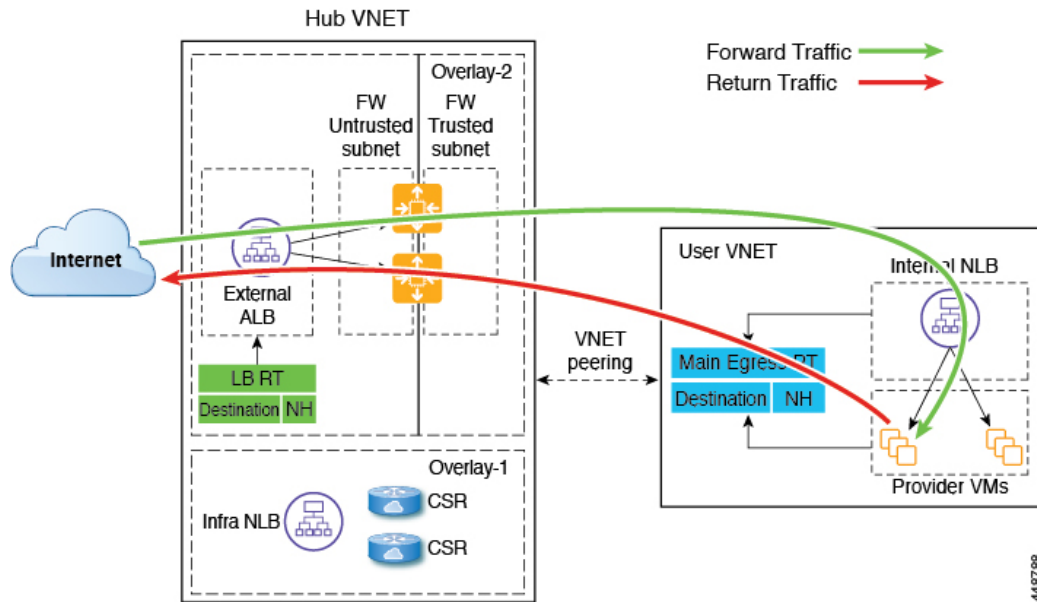 Hub VNET
Forward Traffic
Return Traffic
Overlay-2
FW
Untrusted
subnet
FW
Trusted
subnet
Internet
External
ALB
LB RT
Destination NH
VNET
peering
User VNET
Internal NLB
Main Egress RT
Destination NH
Provider VMs
Overlay-1
Infra NLB
CSR
CSR
448788